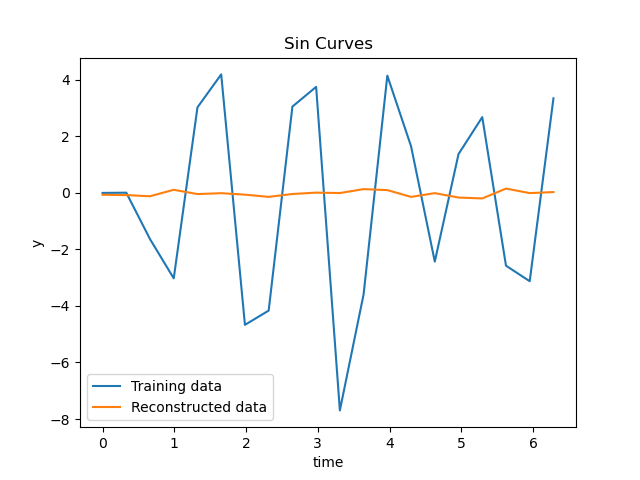 Sin Curves
4
2
0
−2
−4
−6
−8
y
Training data
Reconstructed data
0 1 2 3 4 5 6
time